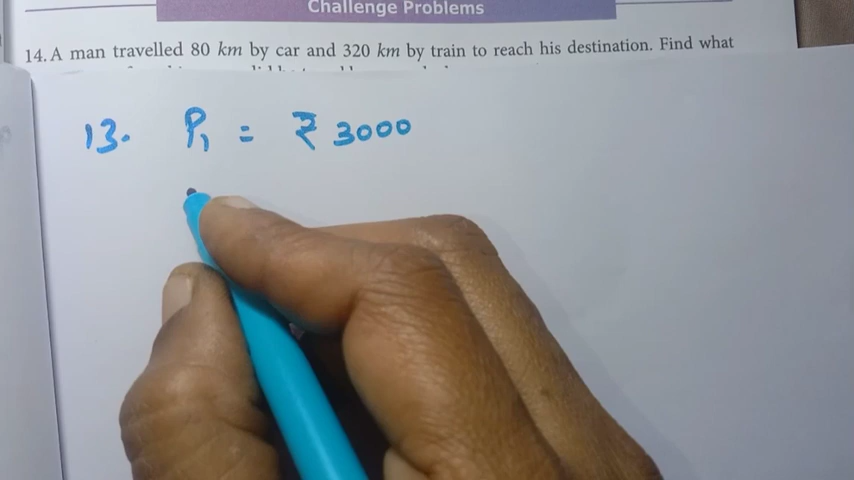 Challenge Problems
14. A man travelled 80 km by car and 320 km by train to reach his destination. Find what
13. P₁ = ₹ 3000